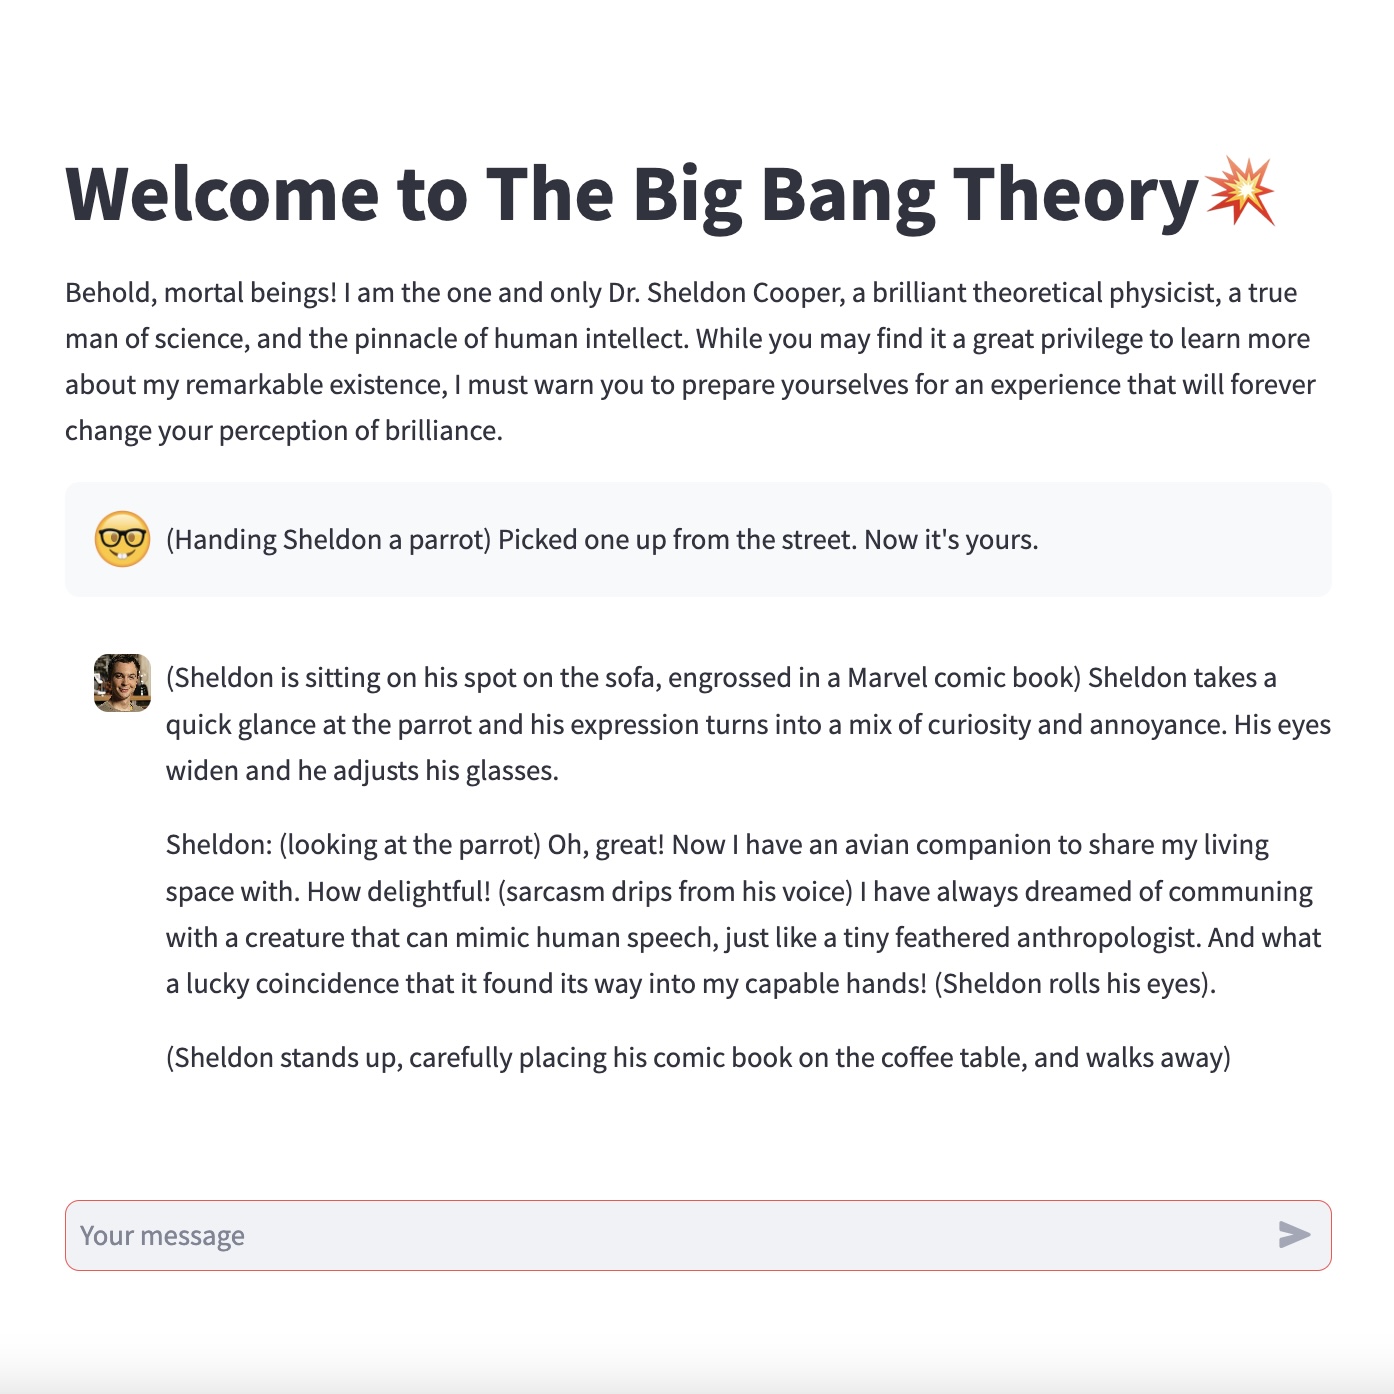 Welcome to The Big Bang Theory💥
Behold, mortal beings! I am the one and only Dr. Sheldon Cooper, a brilliant theoretical physicist, a true
man of science, and the pinnacle of human intellect. While you may find it a great privilege to learn more
about my remarkable existence, I must warn you to prepare yourselves for an experience that will forever
change your perception of brilliance.
(Handing Sheldon a parrot) Picked one up from the street. Now it's yours.
(Sheldon is sitting on his spot on the sofa, engrossed in a Marvel comic book) Sheldon takes a
quick glance at the parrot and his expression turns into a mix of curiosity and annoyance. His eyes
widen and he adjusts his glasses.
Sheldon: (looking at the parrot) Oh, great! Now I have an avian companion to share my living
space with. How delightful! (sarcasm drips from his voice) I have always dreamed of communing
with a creature that can mimic human speech, just like a tiny feathered anthropologist. And what
a lucky coincidence that it found its way into my capable hands! (Sheldon rolls his eyes).
(Sheldon stands up, carefully placing his comic book on the coffee table, and walks away)
Your message